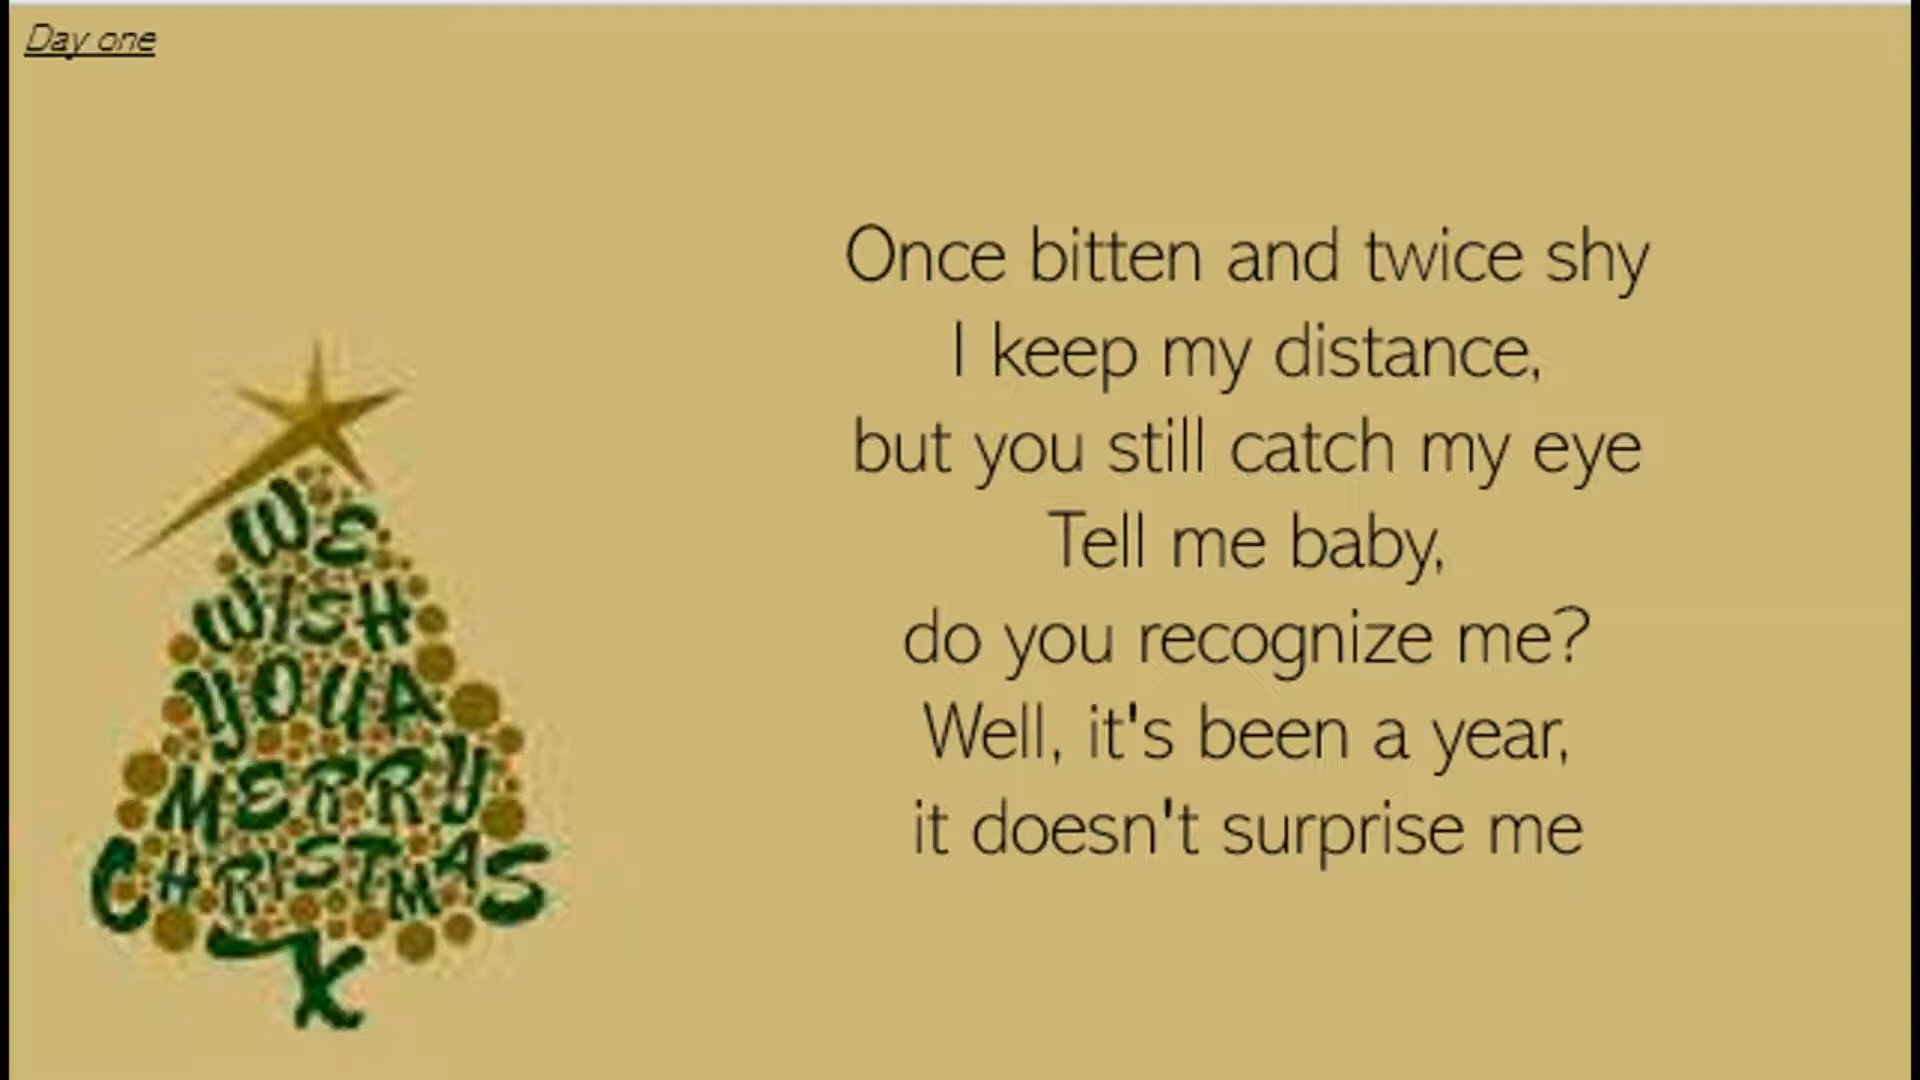 Day one
Once bitten and twice shy
I keep my distance,
but you still catch my eye
Tell me baby,
do you recognize me?
Well, it's been a year,
it doesn't surprise me
WE
WISH
YOU A
MERRY
CHRISTMAS